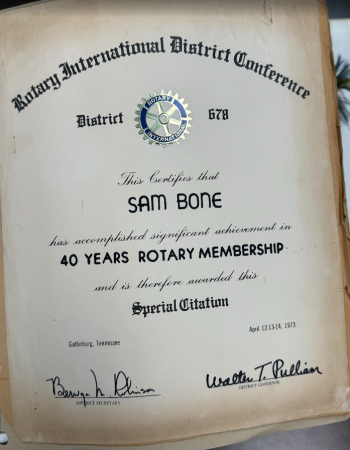 Rotary International District Conference
District 678
ROTARY
INTERNATIONAL
This Certifies that
SAM BONE
has accomplished significant achievement in
40 YEARS ROTARY MEMBERSHIP
and is therefore awarded this
Special Citation
April 12-13-14, 1973
Gatlinburg, Tennessee
Walter T. Pulliam
DISTRICT SECRETARY
DISTRICT GOVERNOR